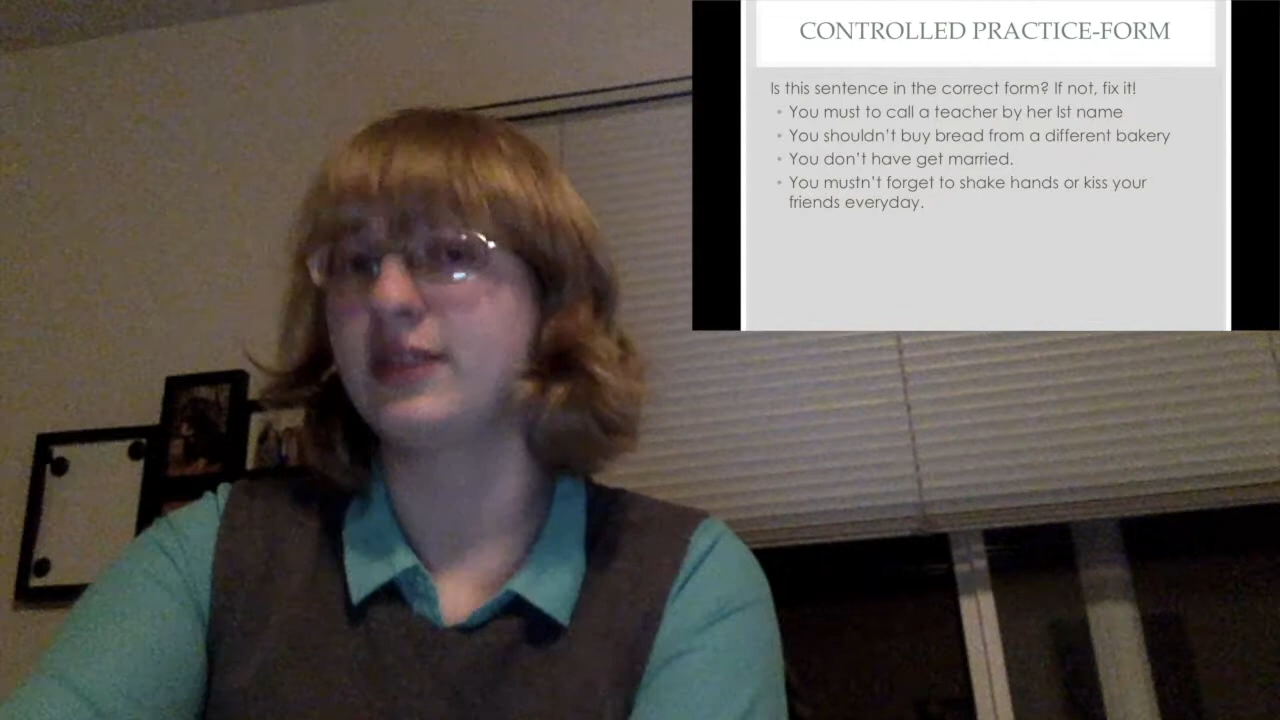 CONTROLLED PRACTICE-FORM
Is this sentence in the correct form? If not, fix it!
• You must to call a teacher by her lst name
• You shouldn't buy bread from a different bakery
• You don't have get married.
• You mustn't forget to shake hands or kiss your
friends everyday.